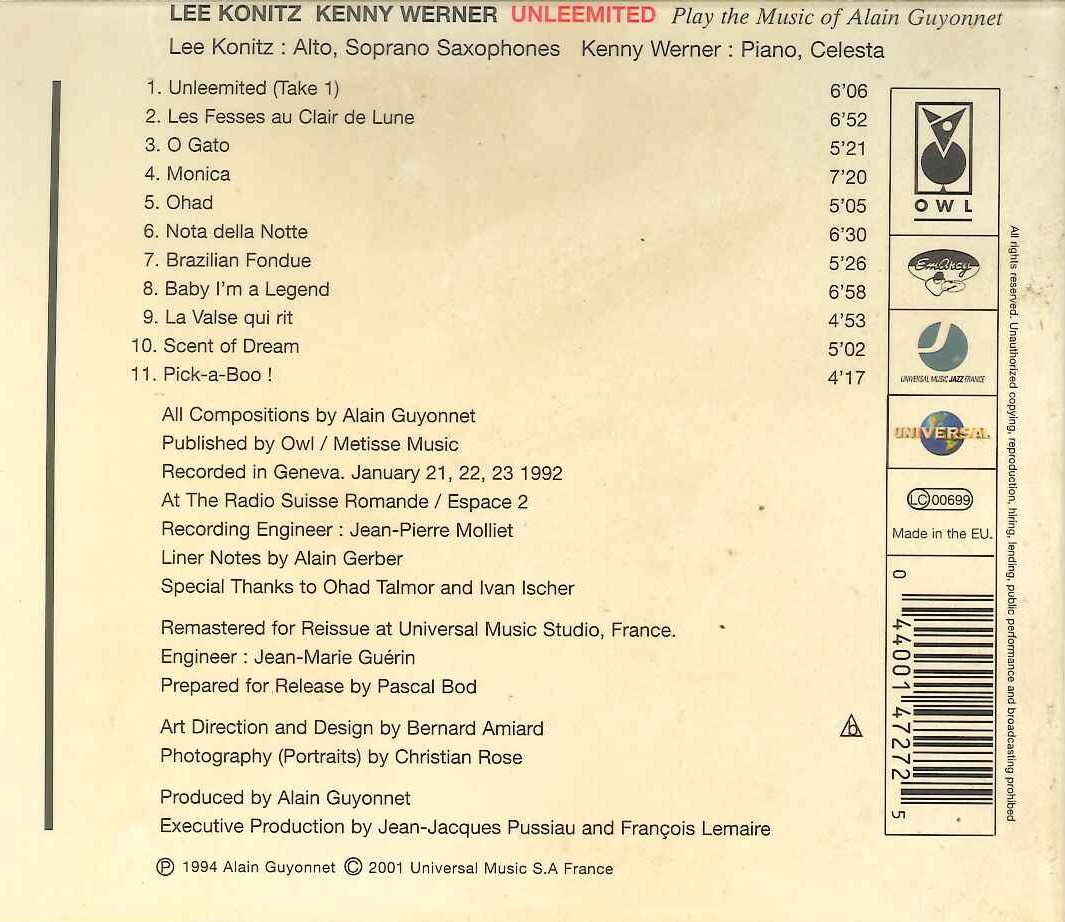 LEE KONITZ KENNY WERNER UNLEEMITED Play the Music of Alain Guyonnet
Lee Konitz : Alto, Soprano Saxophones Kenny Werner : Piano, Celesta
1. Unleemited (Take 1) 6'06
2. Les Fesses au Clair de Lune 6'52
3. O Gato 5'21
4. Monica 7'20
5. Ohad 5'05
6. Nota della Notte 6'30
7. Brazilian Fondue 5'26
8. Baby I'm a Legend 6'58
9. La Valse qui rit 4'53
10. Scent of Dream 5'02
11. Pick-a-Boo ! 4'17
All Compositions by Alain Guyonnet
Published by Owl / Metisse Music
Recorded in Geneva. January 21, 22, 23 1992
At The Radio Suisse Romande / Espace 2
Recording Engineer : Jean-Pierre Molliet
Liner Notes by Alain Gerber
Special Thanks to Ohad Talmor and Ivan Ischer
Remastered for Reissue at Universal Music Studio, France.
Engineer : Jean-Marie Guérin
Prepared for Release by Pascal Bod
Art Direction and Design by Bernard Amiard
Photography (Portraits) by Christian Rose
Produced by Alain Guyonnet
Executive Production by Jean-Jacques Pussiau and François Lemaire
Ⓟ 1994 Alain Guyonnet © 2001 Universal Music S.A France
b
OWL
EmArcy
J
UNIVERSAL MUSIC JAZZ FRANCE
UNIVERSAL
LC 00699
Made in the EU.
0 44001 47272 5
All rights reserved. Unauthorized copying, reproduction, hiring, lending, public performance and broadcasting prohibed